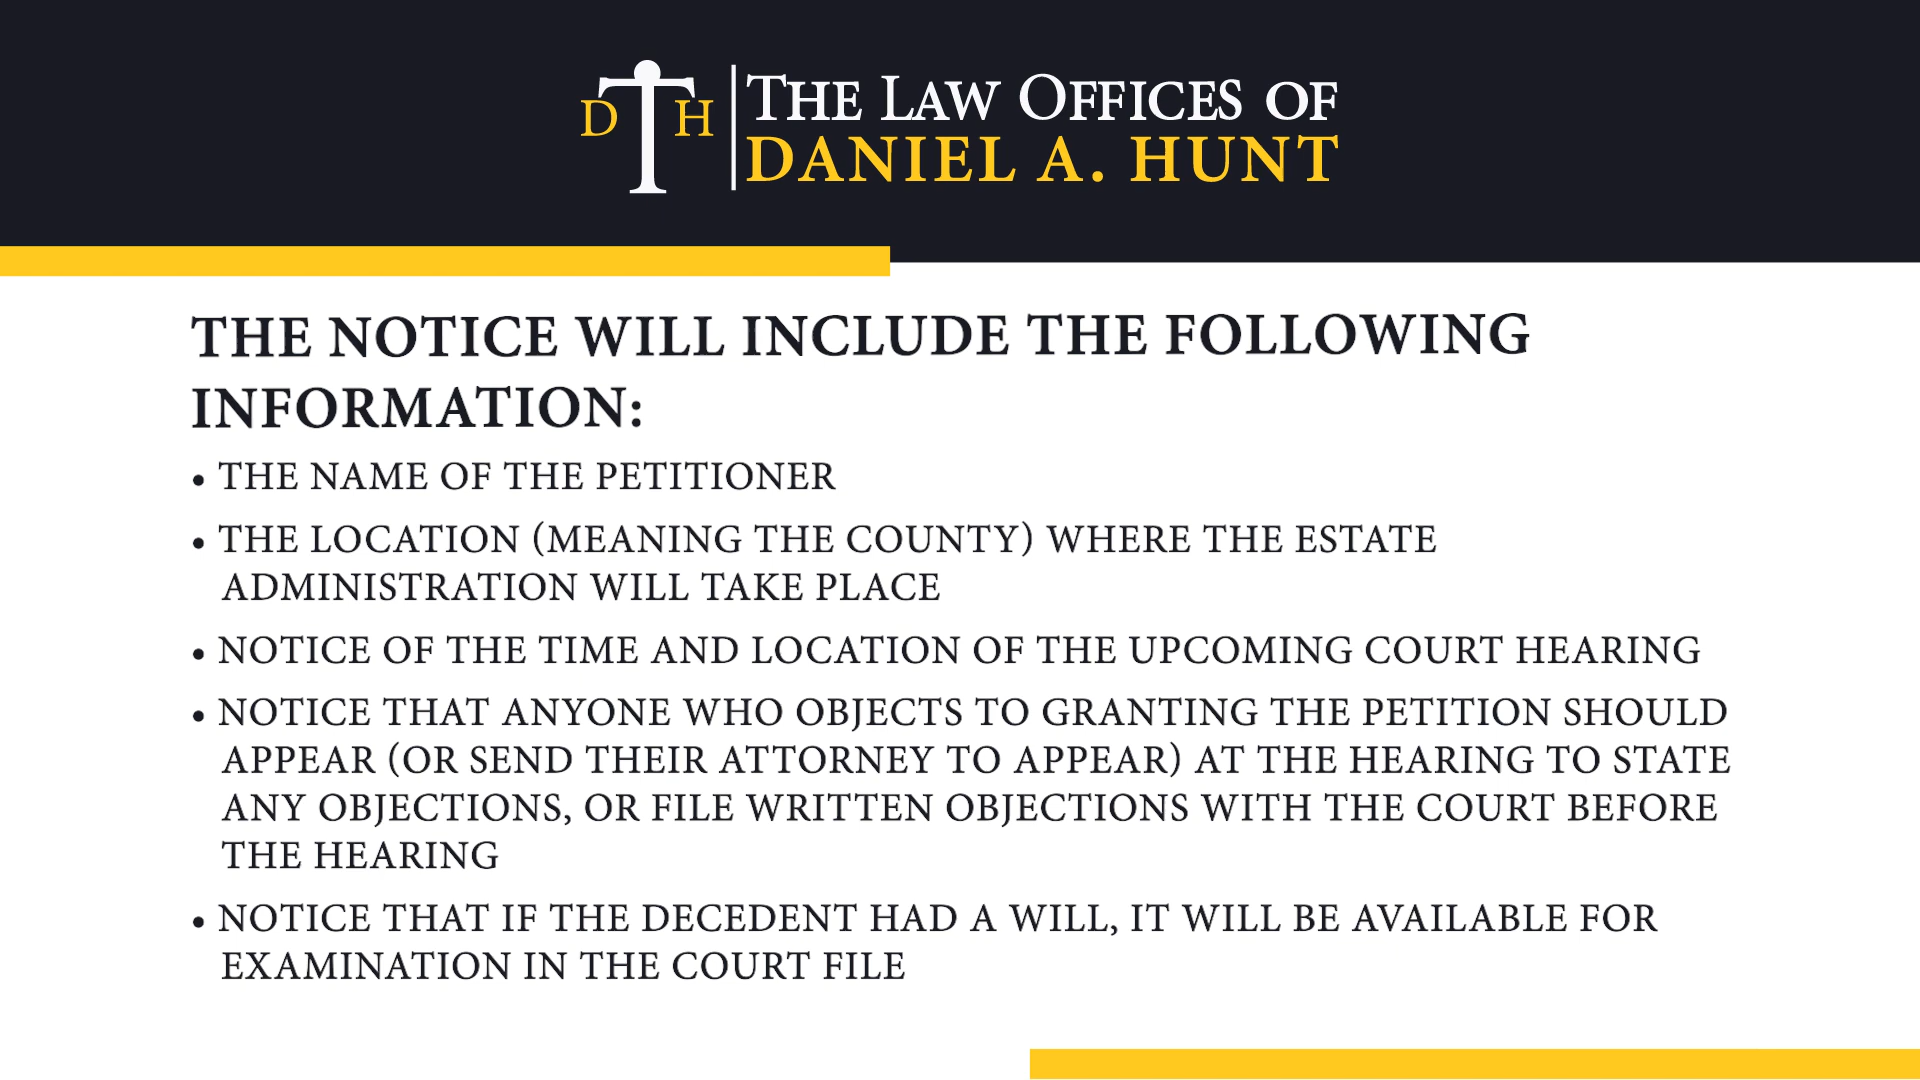 D H
THE LAW OFFICES OF
DANIEL A. HUNT
THE NOTICE WILL INCLUDE THE FOLLOWING
INFORMATION:
• THE NAME OF THE PETITIONER
• THE LOCATION (MEANING THE COUNTY) WHERE THE ESTATE
ADMINISTRATION WILL TAKE PLACE
• NOTICE OF THE TIME AND LOCATION OF THE UPCOMING COURT HEARING
• NOTICE THAT ANYONE WHO OBJECTS TO GRANTING THE PETITION SHOULD
APPEAR (OR SEND THEIR ATTORNEY TO APPEAR) AT THE HEARING TO STATE
ANY OBJECTIONS, OR FILE WRITTEN OBJECTIONS WITH THE COURT BEFORE
THE HEARING
• NOTICE THAT IF THE DECEDENT HAD A WILL, IT WILL BE AVAILABLE FOR
EXAMINATION IN THE COURT FILE